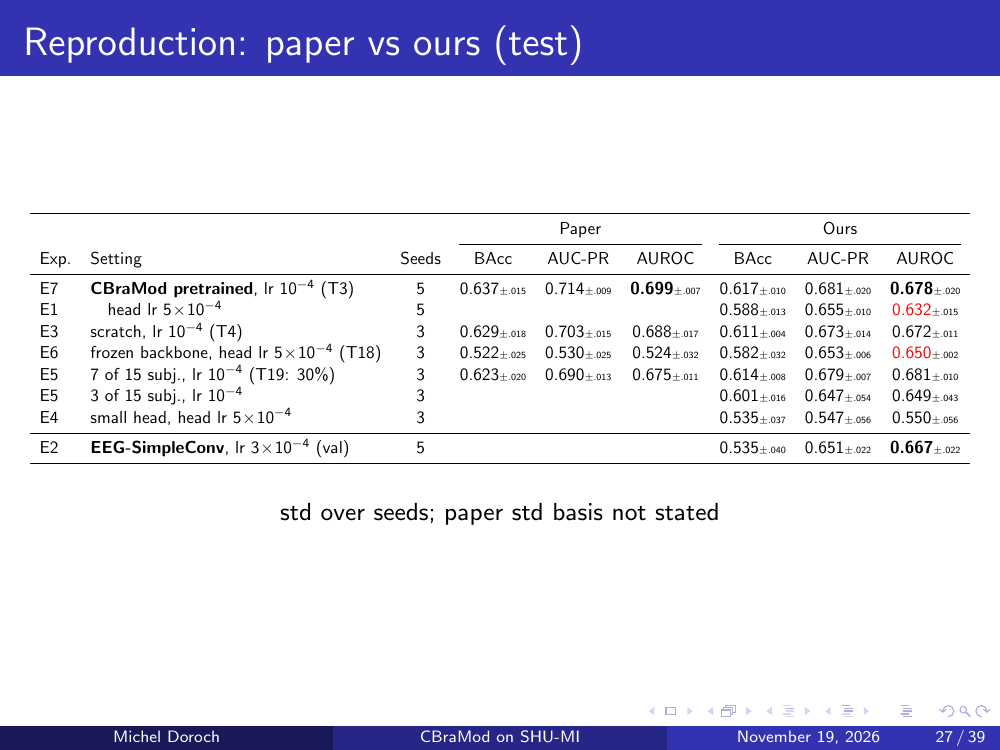 Reproduction: paper vs ours (test)
Paper Ours
Exp. Setting Seeds BAcc AUC-PR AUROC BAcc AUC-PR AUROC
E7 CBraMod pretrained, lr 10⁻⁴ (T3) 5 0.637±.015 0.714±.009 0.699±.007 0.617±.010 0.681±.020 0.678±.020
E1 head lr 5×10⁻⁴ 5 0.588±.013 0.655±.010 0.632±.015
E3 scratch, lr 10⁻⁴ (T4) 3 0.629±.018 0.703±.015 0.688±.017 0.611±.004 0.673±.014 0.672±.011
E6 frozen backbone, head lr 5×10⁻⁴ (T18) 3 0.522±.025 0.530±.025 0.524±.032 0.582±.032 0.653±.006 0.650±.002
E5 7 of 15 subj., lr 10⁻⁴ (T19: 30%) 3 0.623±.020 0.690±.013 0.675±.011 0.614±.008 0.679±.007 0.681±.010
E5 3 of 15 subj., lr 10⁻⁴ 3 0.601±.016 0.647±.054 0.649±.043
E4 small head, head lr 5×10⁻⁴ 3 0.535±.037 0.547±.056 0.550±.056
E2 EEG-SimpleConv, lr 3×10⁻⁴ (val) 5 0.535±.040 0.651±.022 0.667±.022
std over seeds; paper std basis not stated
Michel Doroch CBraMod on SHU-MI November 19, 2026 27 / 39